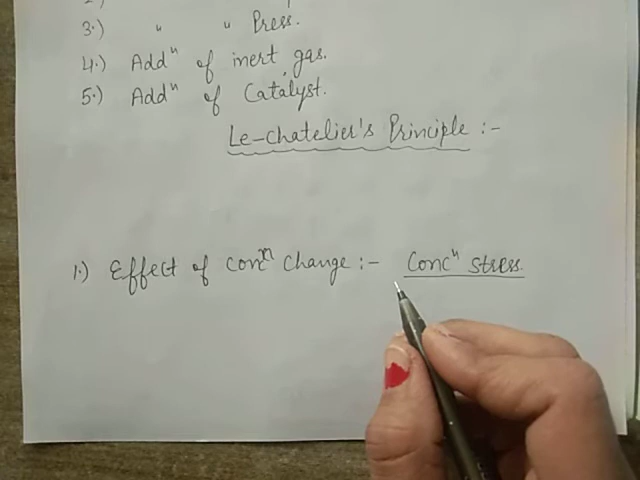 3.) " " Press.
4.) Addⁿ of inert gas.
5.) Addⁿ of Catalyst.
Le-Chatelier's Principle :-
1.) Effect of concⁿ change :- Concⁿ stress.